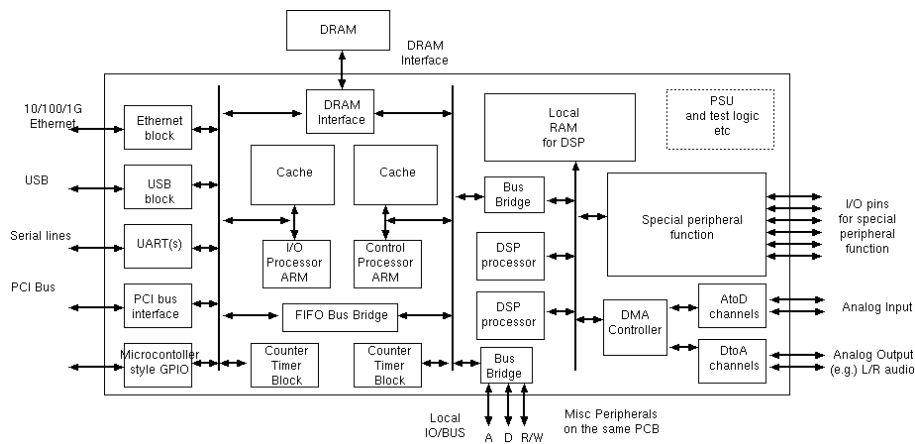 DRAM
DRAM
Interface
10/100/1G
Ethernet
Ethernet
block
DRAM
Interface
Local
RAM
for DSP
PSU
and test logic
etc
USB
USB
block
Cache
Cache
Bus
Bridge
Special peripheral
function
I/O pins
for special
peripheral
function
Serial lines
UART(s)
I/O
Processor
ARM
Control
Processor
ARM
DSP
processor
PCI Bus
PCI bus
interface
FIFO Bus Bridge
DSP
processor
DMA
Controller
AtoD
channels
Analog Input
Microcontoller
style GPIO
Counter
Timer
Block
Counter
Timer
Block
Bus
Bridge
DtoA
channels
Analog Output
(e.g.) L/R audio
Local
IO/BUS
A D R/W
Misc Peripherals
on the same PCB